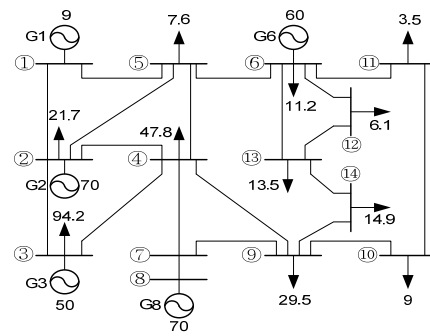 9 7.6 60 3.5
G1 G6
① ⑤ ⑥ ⑪
21.7 47.8 11.2 6.1
⑫
② ④ ⑬ ⑭
G2 70 13.5
94.2 14.9
③ ⑦ ⑨ ⑩
G3 ⑧ 29.5 9
50 G8
70